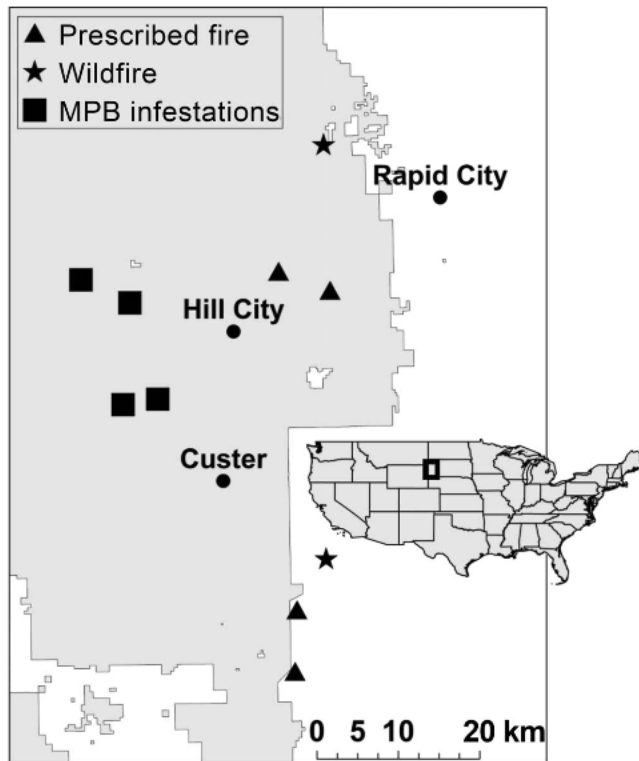 Prescribed fire
Wildfire
MPB infestations
Rapid City
Hill City
Custer
0 5 10 20 km